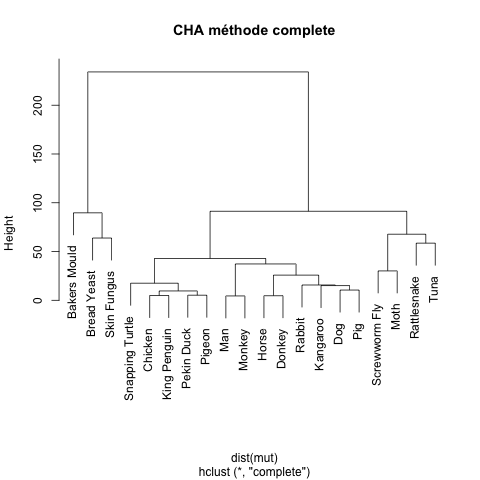 CHA méthode complete
Height
0
50
100
150
200
Bakers Mould
Bread Yeast
Skin Fungus
Snapping Turtle
Chicken
King Penguin
Pekin Duck
Pigeon
Man
Monkey
Horse
Donkey
Rabbit
Kangaroo
Dog
Pig
Screwworm Fly
Moth
Rattlesnake
Tuna
dist(mut)
hclust (*, "complete")